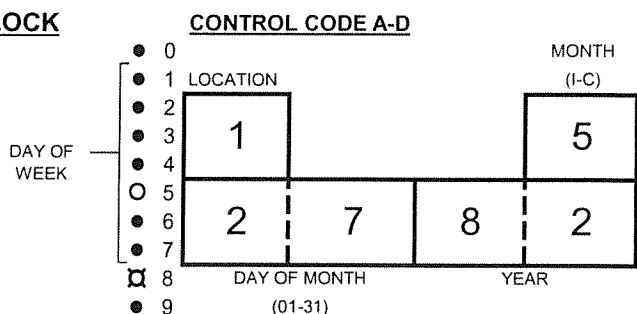 LOCK
CONTROL CODE A-D
0
1
2
3
4
5
6
7
8
9
DAY OF
WEEK
LOCATION
MONTH
(I-C)
1
5
2 7 8 2
DAY OF MONTH
(01-31)
YEAR